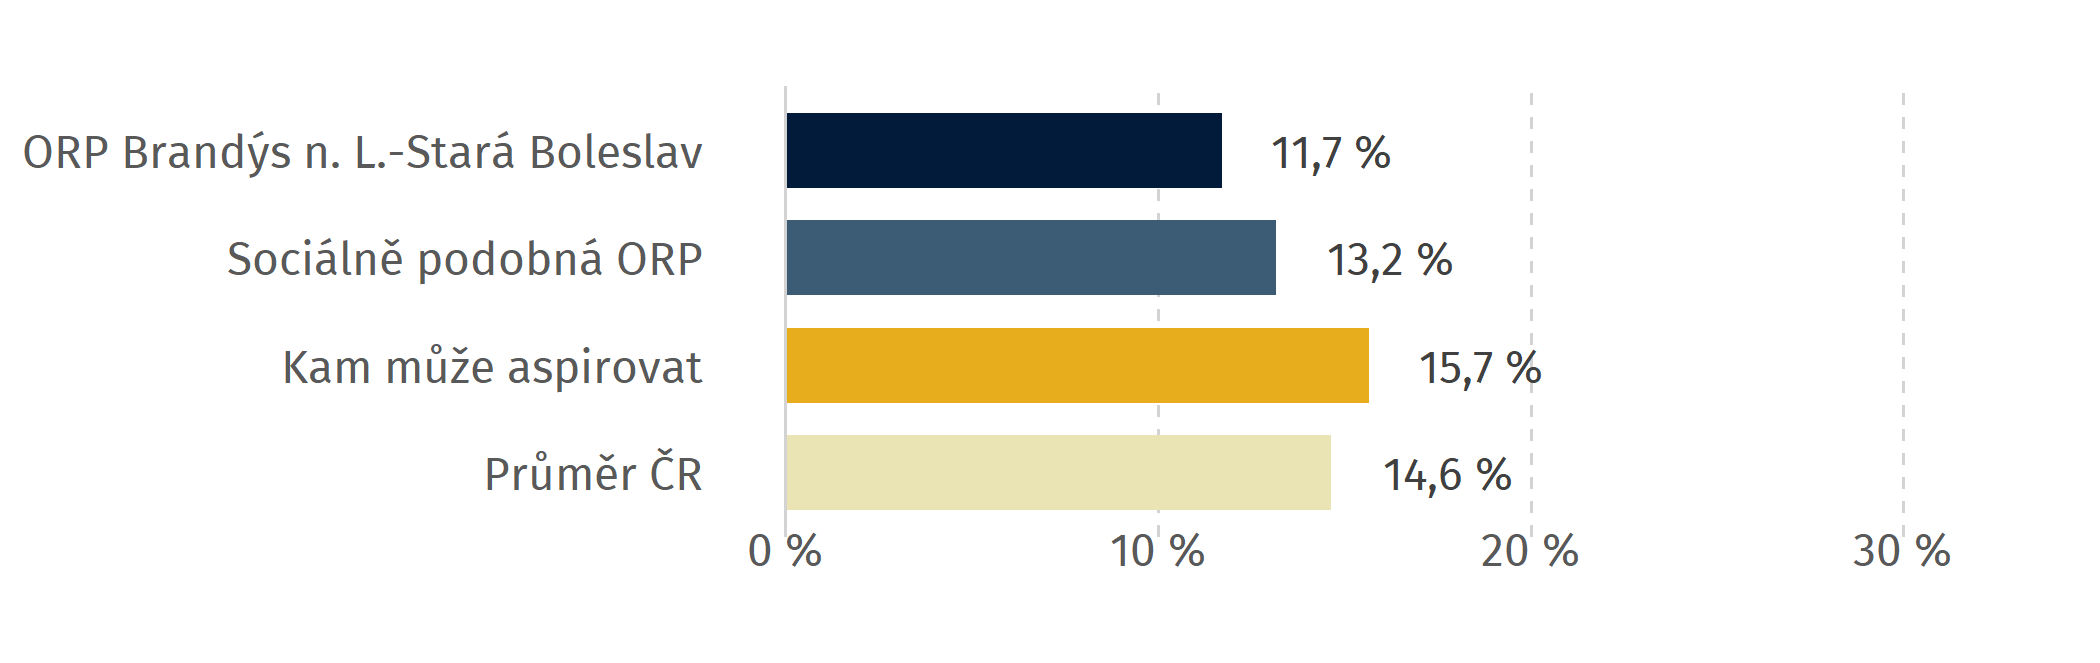 ORP Brandýs n. L.-Stará Boleslav 11,7 %
Sociálně podobná ORP 13,2 %
Kam může aspirovat 15,7 %
Průměr ČR 14,6 %
0 % 10 % 20 % 30 %